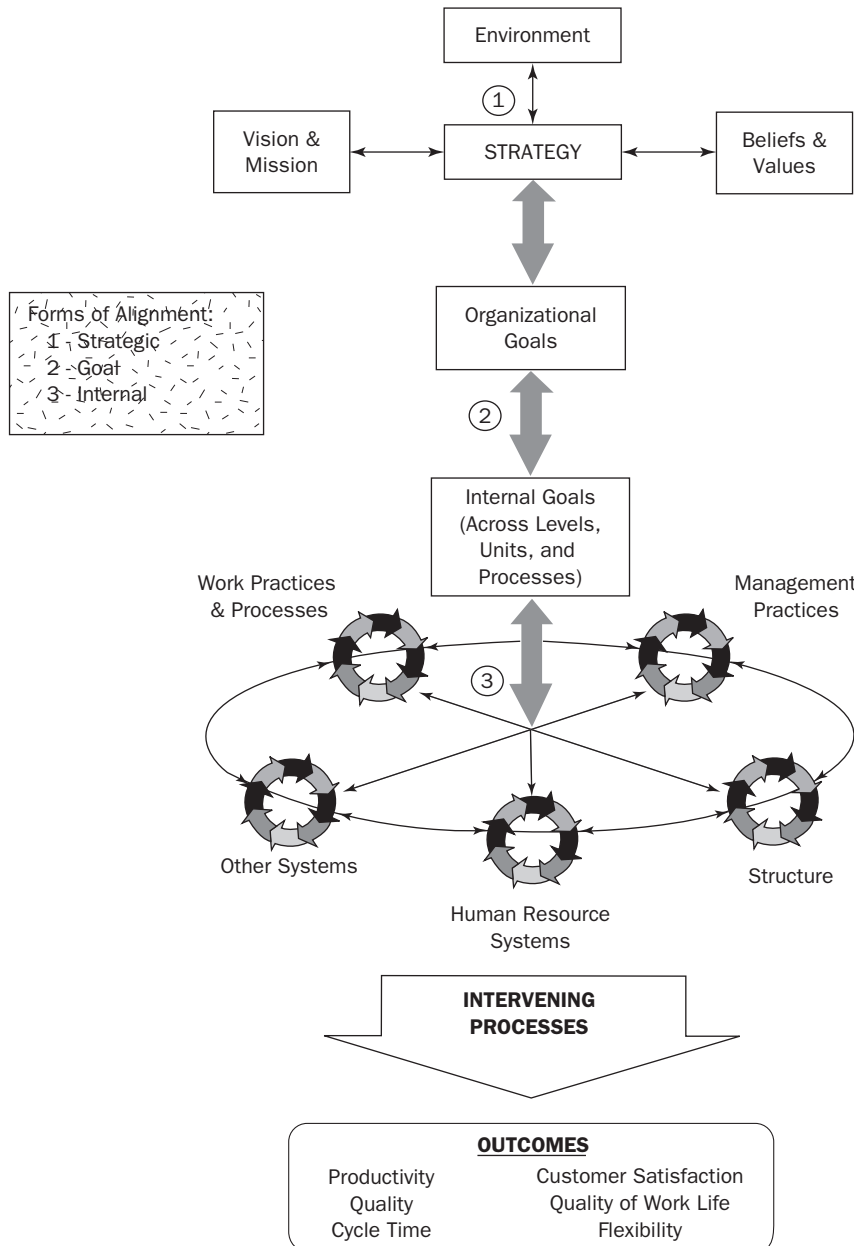 Environment
1
Vision &
Mission
STRATEGY
Beliefs &
Values
Forms of Alignment:
1 - Strategic
2 - Goal
3 - Internal
Organizational
Goals
2
Internal Goals
(Across Levels,
Units, and
Processes)
Work Practices
& Processes
Management
Practices
3
Other Systems
Structure
Human Resource
Systems
INTERVENING
PROCESSES
OUTCOMES
Productivity
Quality
Cycle Time
Customer Satisfaction
Quality of Work Life
Flexibility